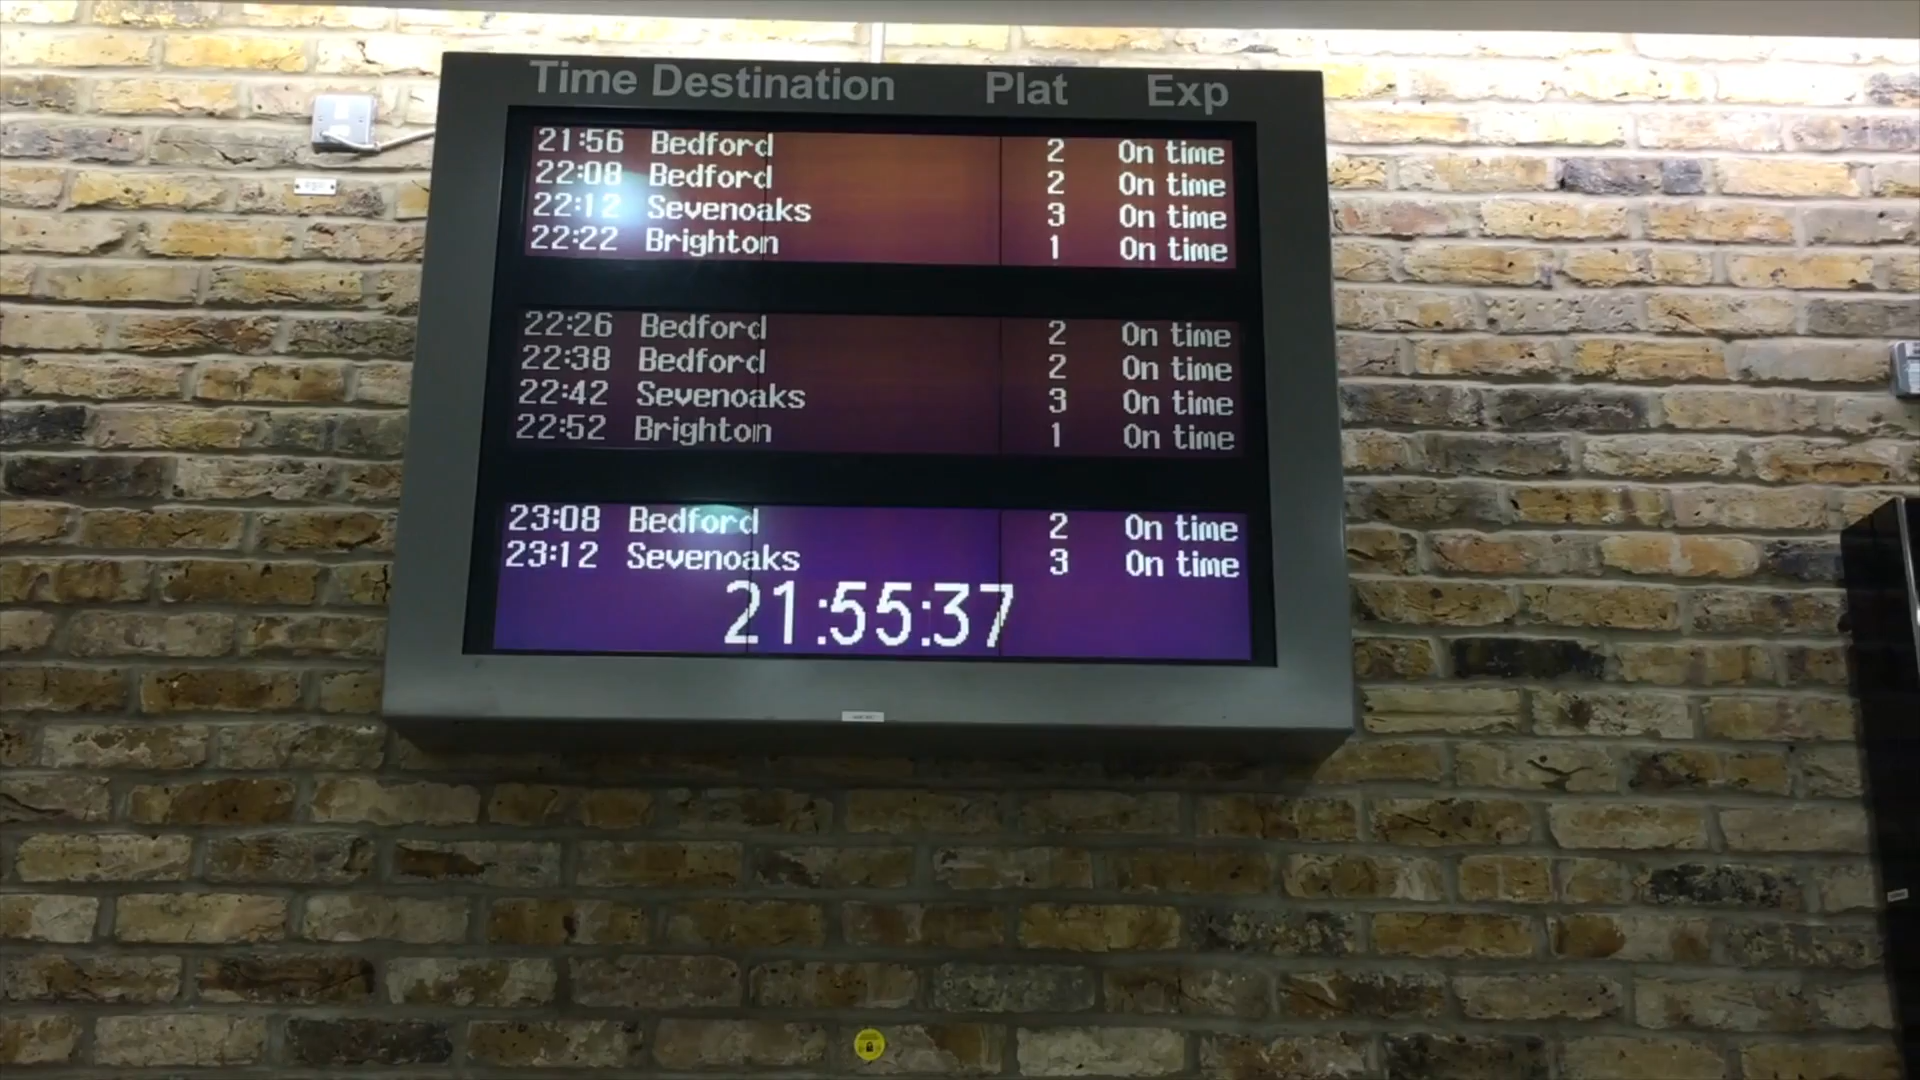 Time Destination Plat Exp
21:56 Bedford 2 On time
22:08 Bedford 2 On time
22:12 Sevenoaks 3 On time
22:22 Brighton 1 On time
22:26 Bedford 2 On time
22:38 Bedford 2 On time
22:42 Sevenoaks 3 On time
22:52 Brighton 1 On time
23:08 Bedford 2 On time
23:12 Sevenoaks 3 On time
21:55:37